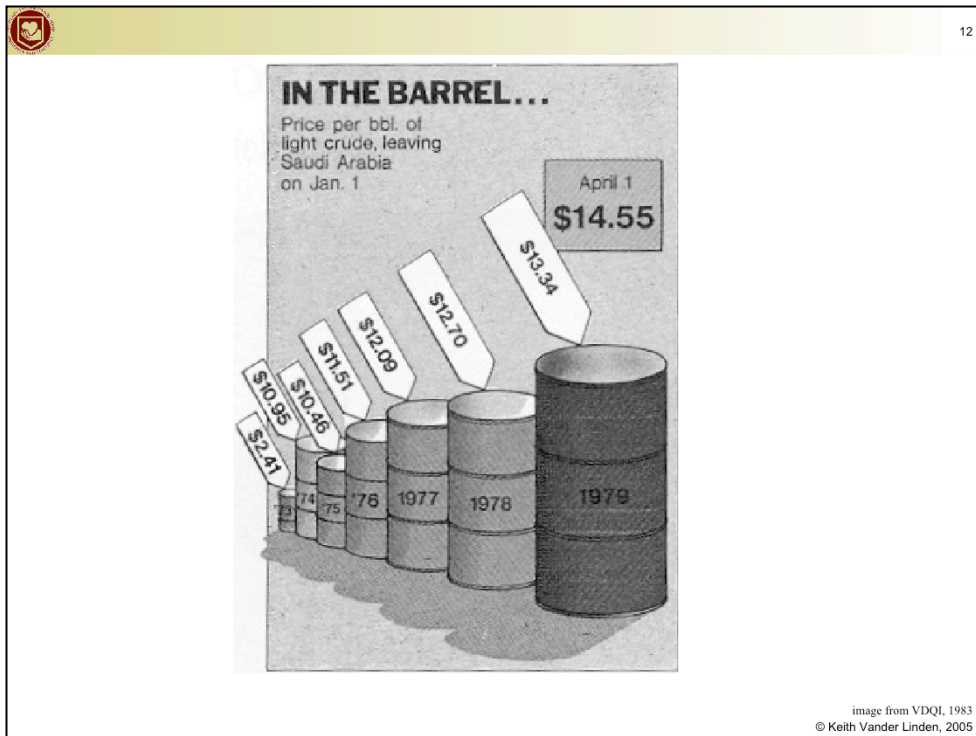 12
IN THE BARREL...
Price per bbl. of
light crude, leaving
Saudi Arabia
on Jan. 1
April 1
$14.55
$13.34
$12.70
$12.09
$11.51
$10.46
$10.95
$2.41
'73
'74
'75
'76
1977
1978
1979
image from VDQI, 1983
© Keith Vander Linden, 2005